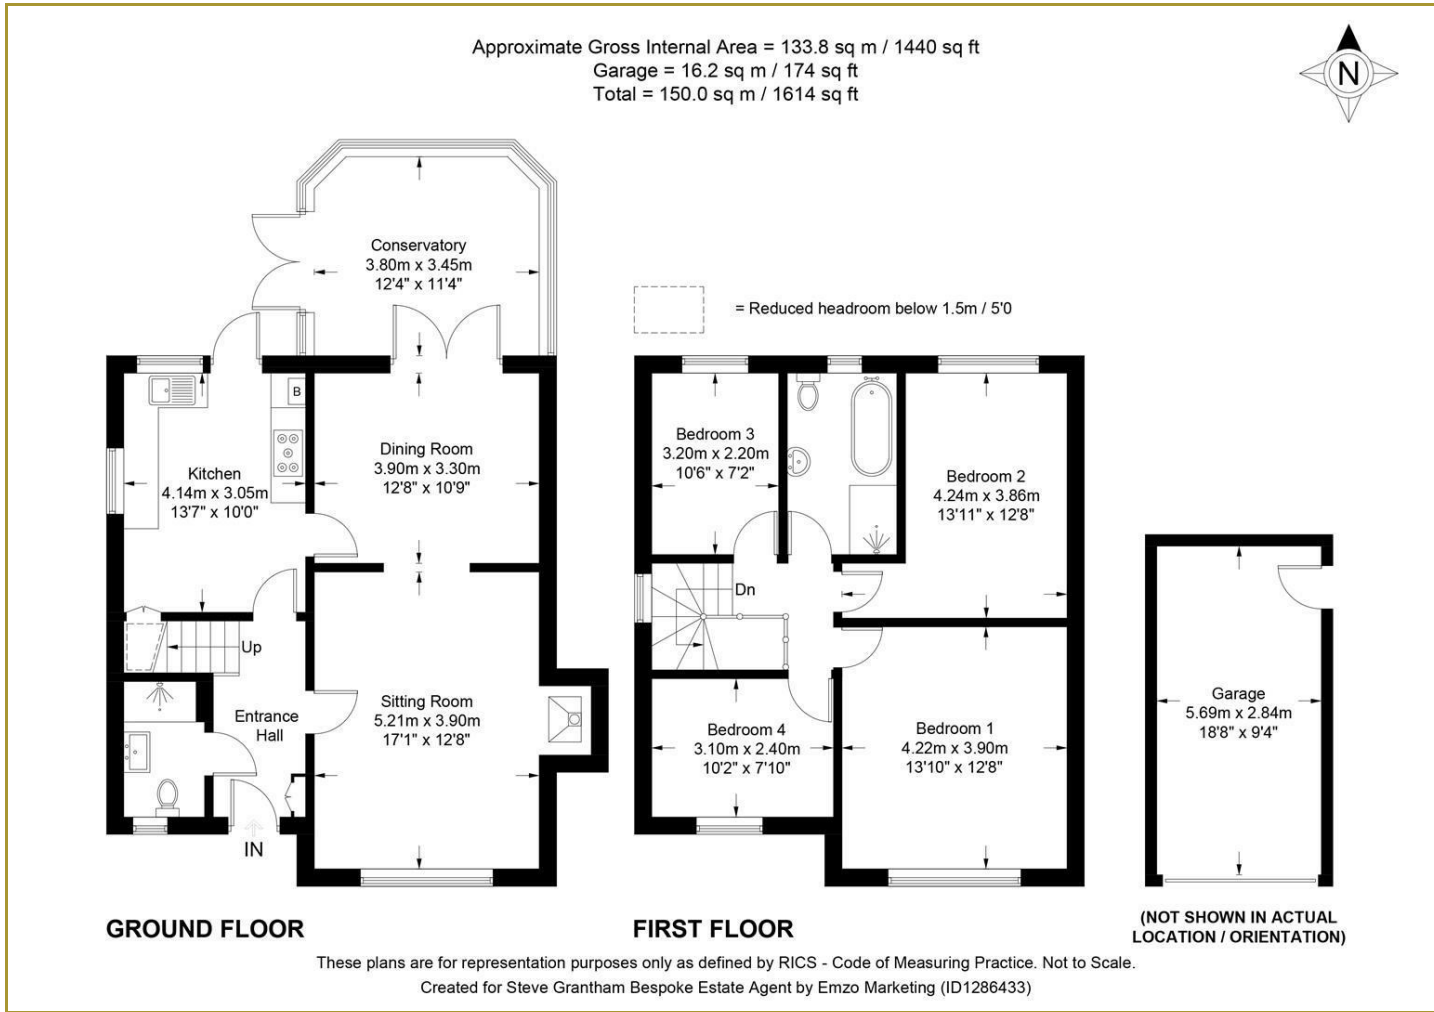 Approximate Gross Internal Area = 133.8 sq m / 1440 sq ft
Garage = 16.2 sq m / 174 sq ft
Total = 150.0 sq m / 1614 sq ft
N
Conservatory
3.80m x 3.45m
12'4" x 11'4"
= Reduced headroom below 1.5m / 5'0
B
Kitchen
4.14m x 3.05m
13'7" x 10'0"
Dining Room
3.90m x 3.30m
12'8" x 10'9"
Up
Entrance
Hall
Sitting Room
5.21m x 3.90m
17'1" x 12'8"
IN
Bedroom 3
3.20m x 2.20m
10'6" x 7'2"
Bedroom 2
4.24m x 3.86m
13'11" x 12'8"
Dn
Bedroom 4
3.10m x 2.40m
10'2" x 7'10"
Bedroom 1
4.22m x 3.90m
13'10" x 12'8"
Garage
5.69m x 2.84m
18'8" x 9'4"
GROUND FLOOR
FIRST FLOOR
(NOT SHOWN IN ACTUAL
LOCATION / ORIENTATION)
These plans are for representation purposes only as defined by RICS - Code of Measuring Practice. Not to Scale.
Created for Steve Grantham Bespoke Estate Agent by Emzo Marketing (ID1286433)